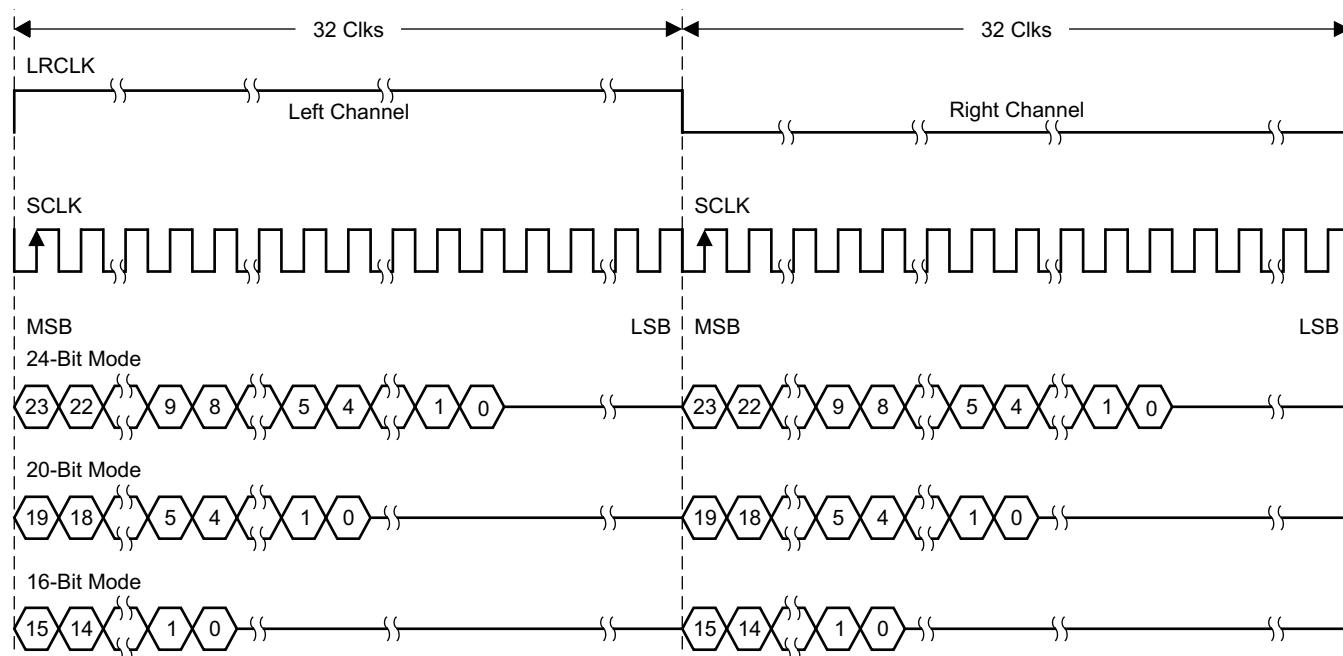 32 Clks 32 Clks
LRCLK
Left Channel Right Channel
SCLK SCLK
MSB LSB MSB LSB
24-Bit Mode
23 22 9 8 5 4 1 0 23 22 9 8 5 4 1 0
20-Bit Mode
19 18 5 4 1 0 19 18 5 4 1 0
16-Bit Mode
15 14 1 0 15 14 1 0